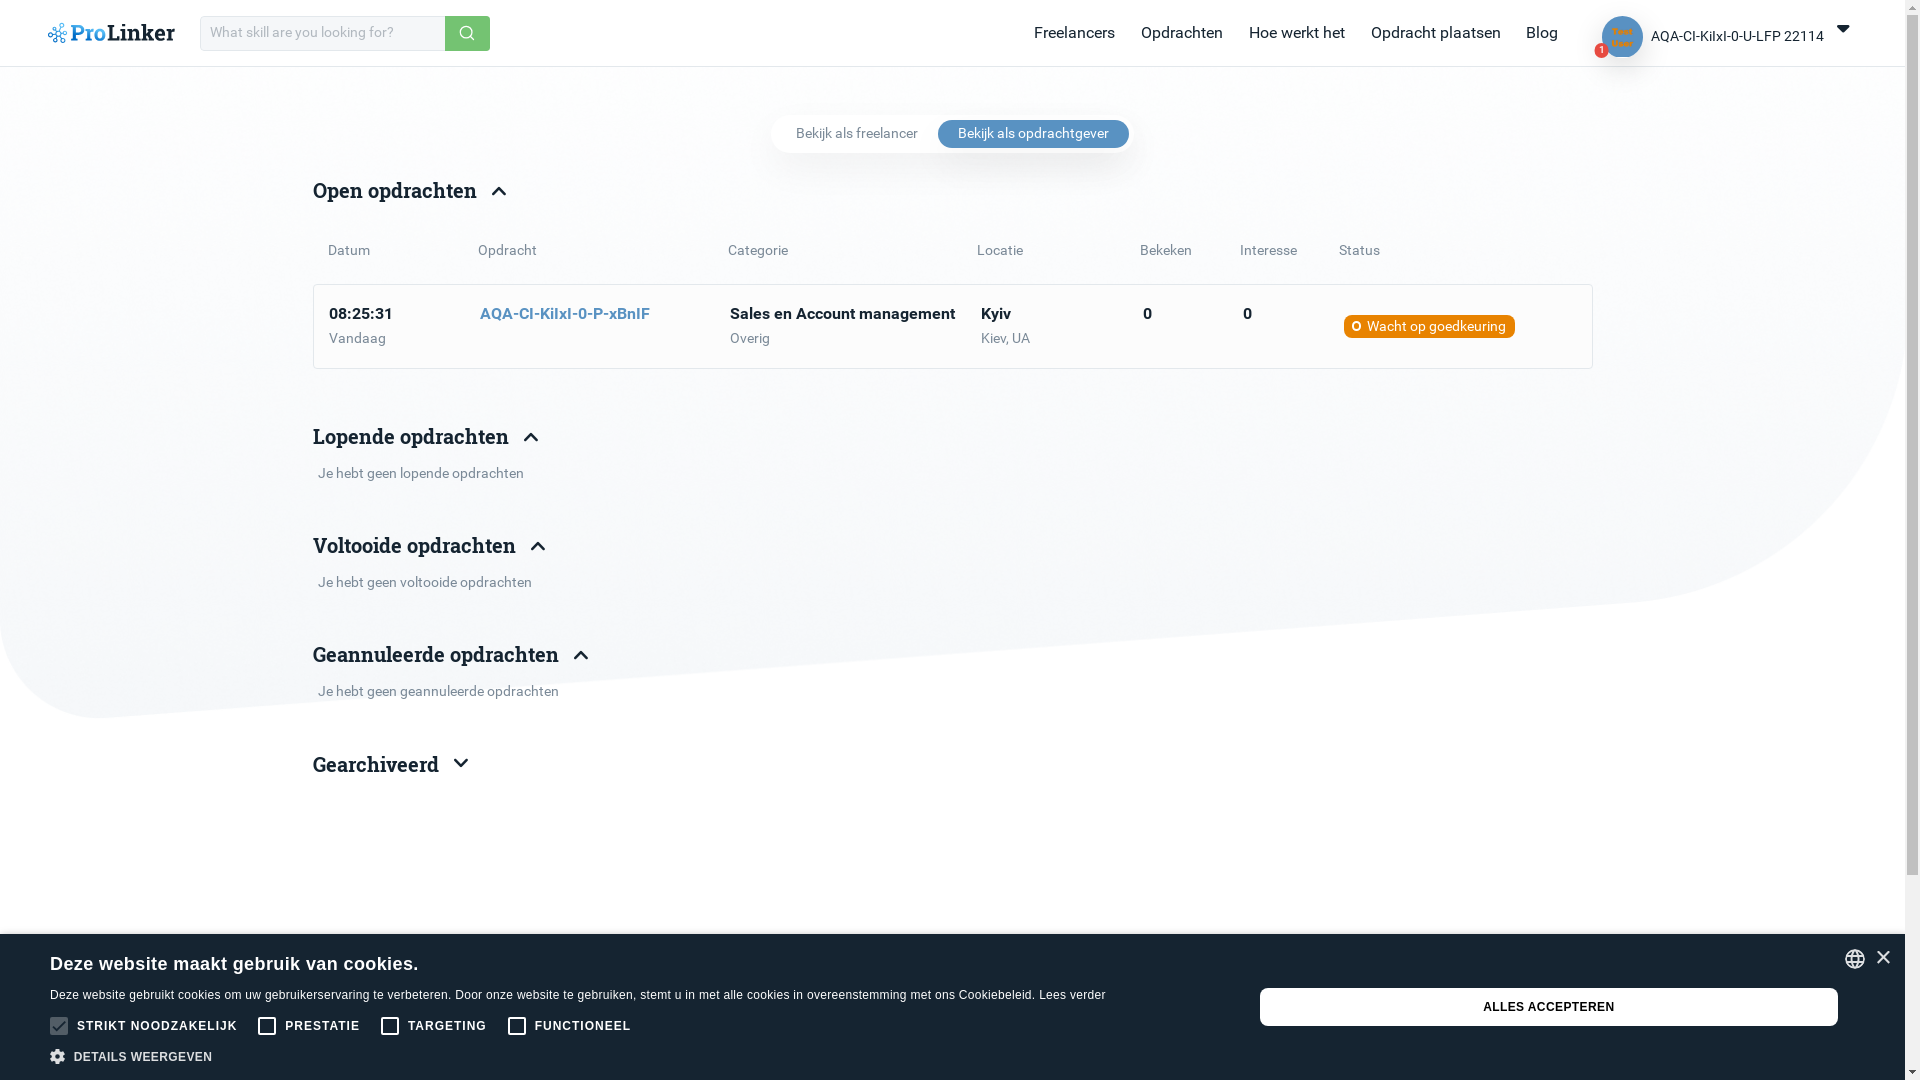 ProLinker
What skill are you looking for?
Freelancers
Opdrachten
Hoe werkt het
Opdracht plaatsen
Blog
1
AQA-CI-KiIxI-0-U-LFP 22114
Bekijk als freelancer
Bekijk als opdrachtgever
Open opdrachten
Datum Opdracht Categorie Locatie Bekeken Interesse Status
08:25:31 AQA-CI-KiIxI-0-P-xBnIF Sales en Account management Kyiv 0 0 Wacht op goedkeuring
Vandaag Overig Kiev, UA
Lopende opdrachten
Je hebt geen lopende opdrachten
Voltooide opdrachten
Je hebt geen voltooide opdrachten
Geannuleerde opdrachten
Je hebt geen geannuleerde opdrachten
Gearchiveerd
Deze website maakt gebruik van cookies.
Deze website gebruikt cookies om uw gebruikerservaring te verbeteren. Door onze website te gebruiken, stemt u in met alle cookies in overeenstemming met ons Cookiebeleid. Lees verder
STRIKT NOODZAKELIJK PRESTATIE TARGETING FUNCTIONEEL
DETAILS WEERGEVEN
ALLES ACCEPTEREN